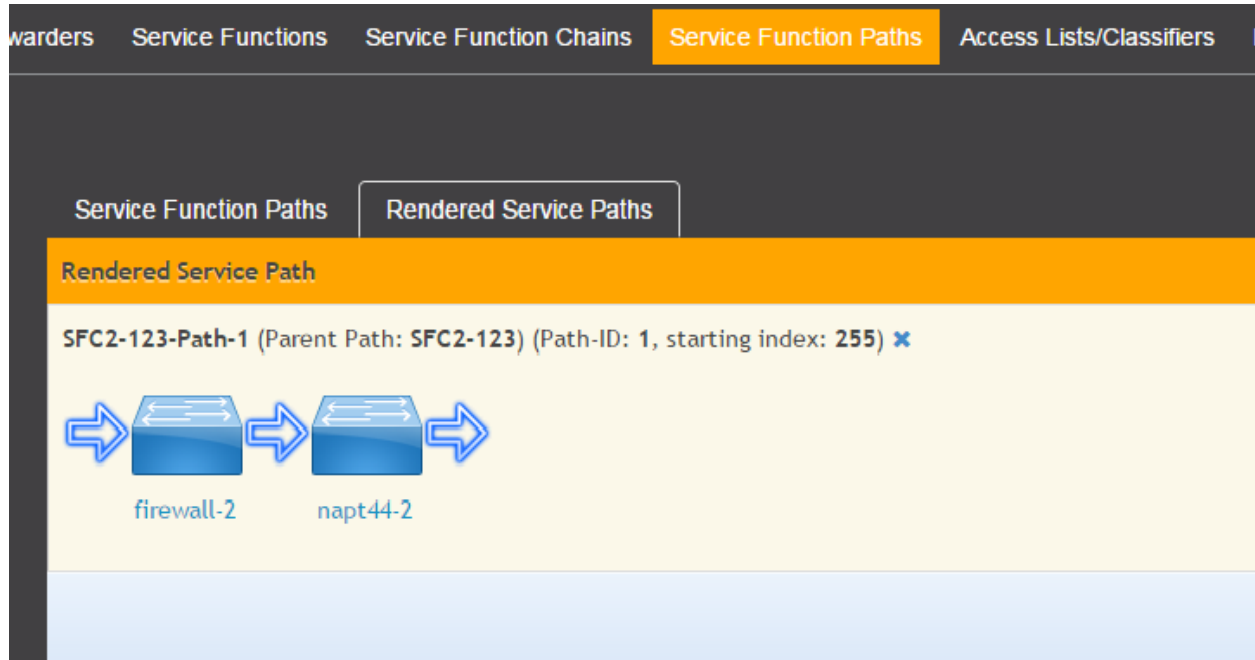 warders Service Functions Service Function Chains Service Function Paths Access Lists/Classifiers
Service Function Paths Rendered Service Paths
Rendered Service Path
SFC2-123-Path-1 (Parent Path: SFC2-123) (Path-ID: 1, starting index: 255) ×
firewall-2 napt44-2